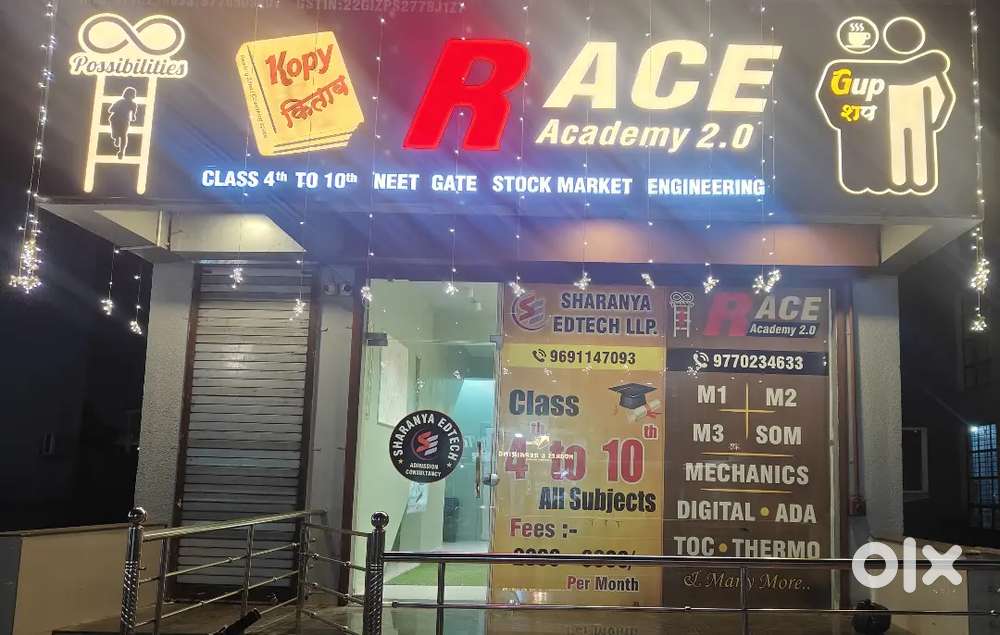 GSTIN:22GIZPS2778J1Z
Possibilities
Kopy
किताब
RACE
Academy 2.0
Gup
शप
CLASS 4th TO 10th NEET GATE STOCK MARKET ENGINEERING
SHARANYA
EDTECH LLP.
9691147093
Class
4th to 10th
All Subjects
Fees :-
Per Month
SHARANYA EDTECH
ADMISSION
CONSULTANCY
RACE
Academy 2.0
9770234633
M1 M2
M3 SOM
MECHANICS
DIGITAL • ADA
TOC • THERMO
& Many More..
olx